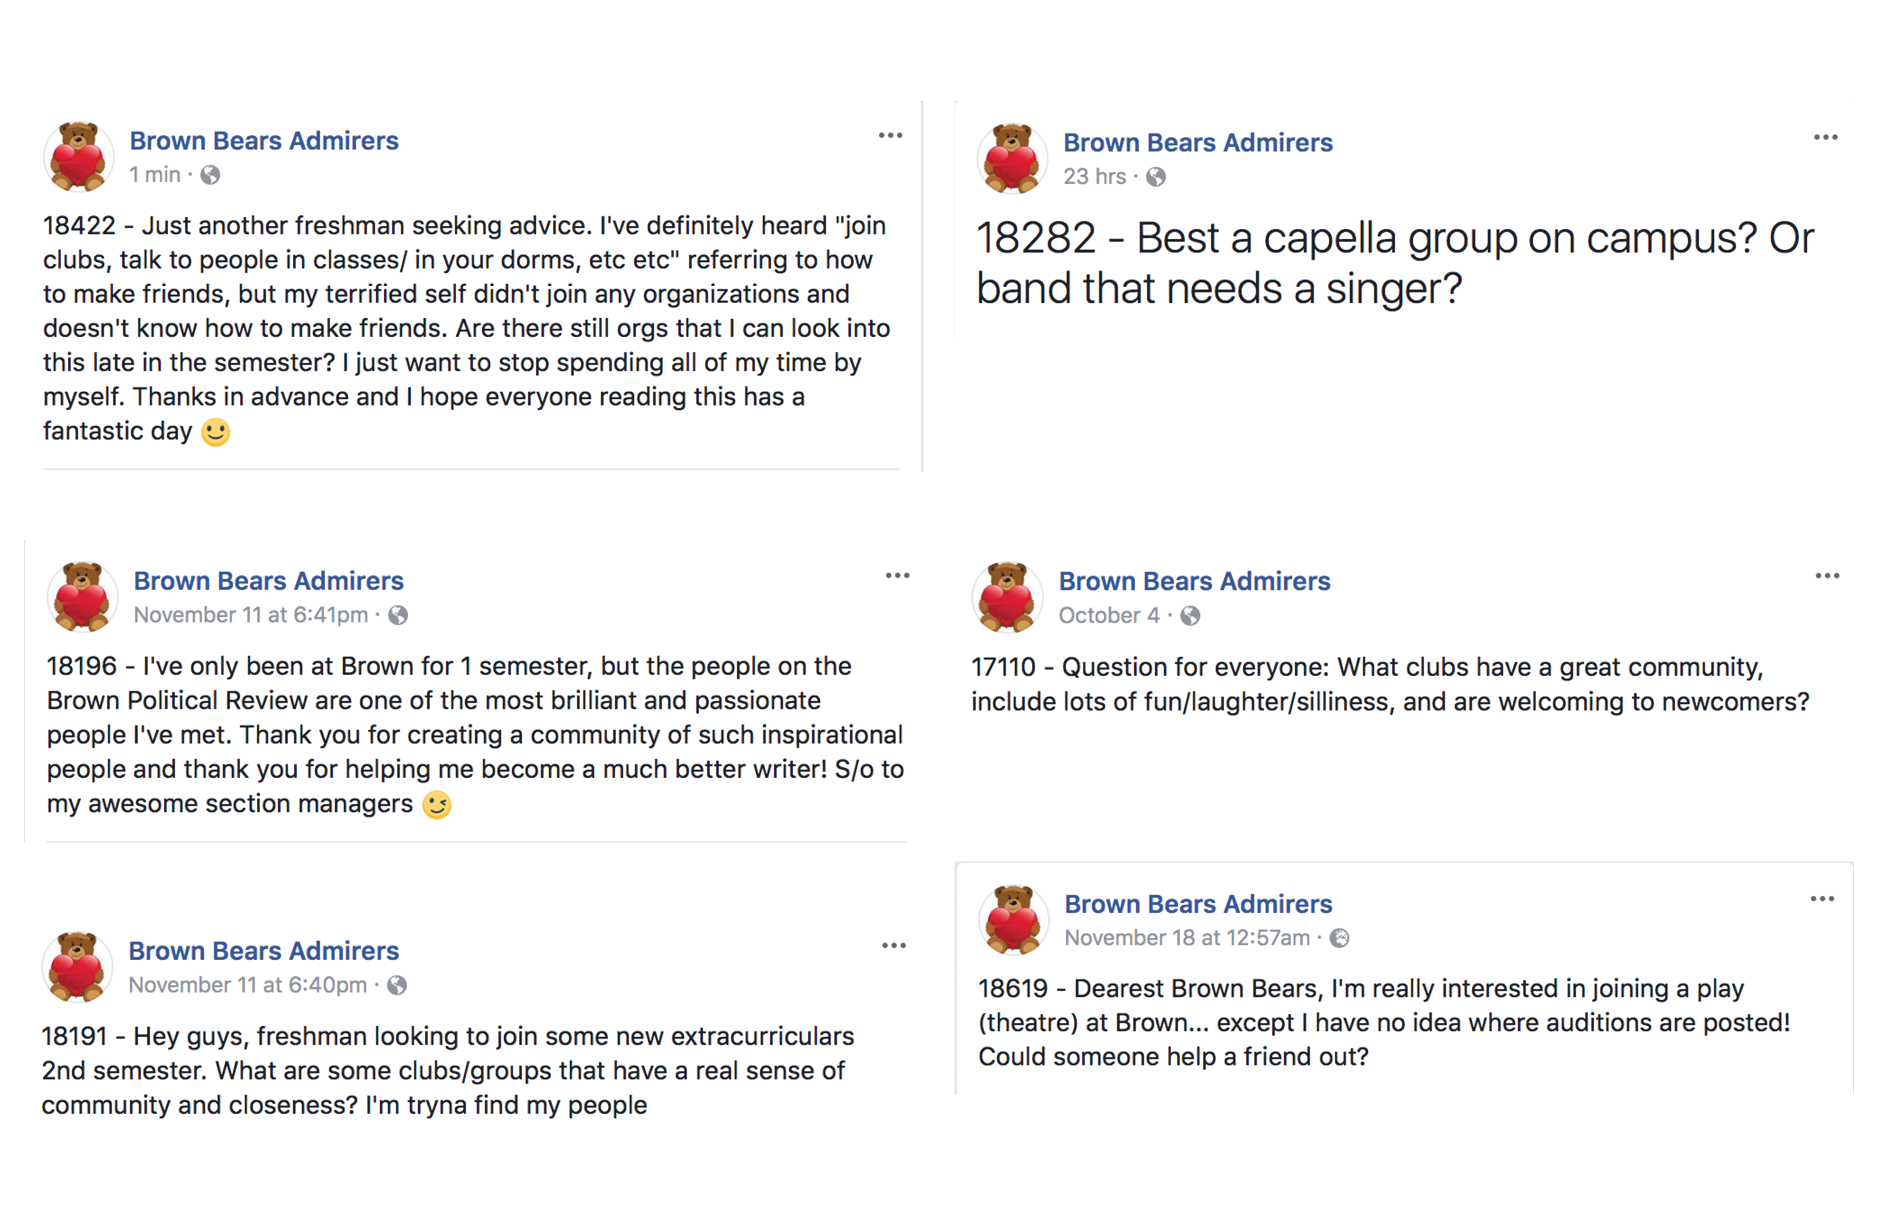 Brown Bears Admirers
1 min ·
18422 - Just another freshman seeking advice. I've definitely heard "join
clubs, talk to people in classes/ in your dorms, etc etc" referring to how
to make friends, but my terrified self didn't join any organizations and
doesn't know how to make friends. Are there still orgs that I can look into
this late in the semester? I just want to stop spending all of my time by
myself. Thanks in advance and I hope everyone reading this has a
fantastic day 🙂
Brown Bears Admirers
23 hrs ·
18282 - Best a capella group on campus? Or
band that needs a singer?
Brown Bears Admirers
November 11 at 6:41pm ·
18196 - I've only been at Brown for 1 semester, but the people on the
Brown Political Review are one of the most brilliant and passionate
people I've met. Thank you for creating a community of such inspirational
people and thank you for helping me become a much better writer! S/o to
my awesome section managers 😉
Brown Bears Admirers
October 4 ·
17110 - Question for everyone: What clubs have a great community,
include lots of fun/laughter/silliness, and are welcoming to newcomers?
Brown Bears Admirers
November 11 at 6:40pm ·
18191 - Hey guys, freshman looking to join some new extracurriculars
2nd semester. What are some clubs/groups that have a real sense of
community and closeness? I'm tryna find my people
Brown Bears Admirers
November 18 at 12:57am ·
18619 - Dearest Brown Bears, I'm really interested in joining a play
(theatre) at Brown... except I have no idea where auditions are posted!
Could someone help a friend out?